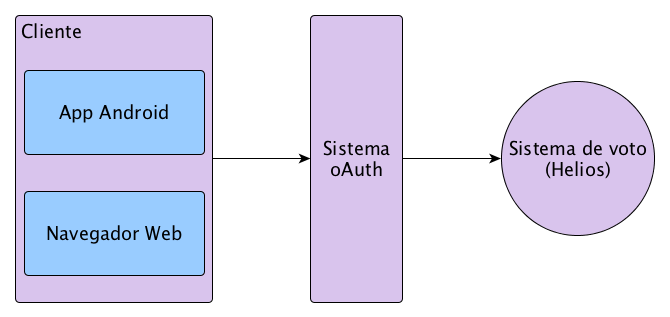 Cliente
App Android
Navegador Web
Sistema
oAuth
Sistema de voto
(Helios)